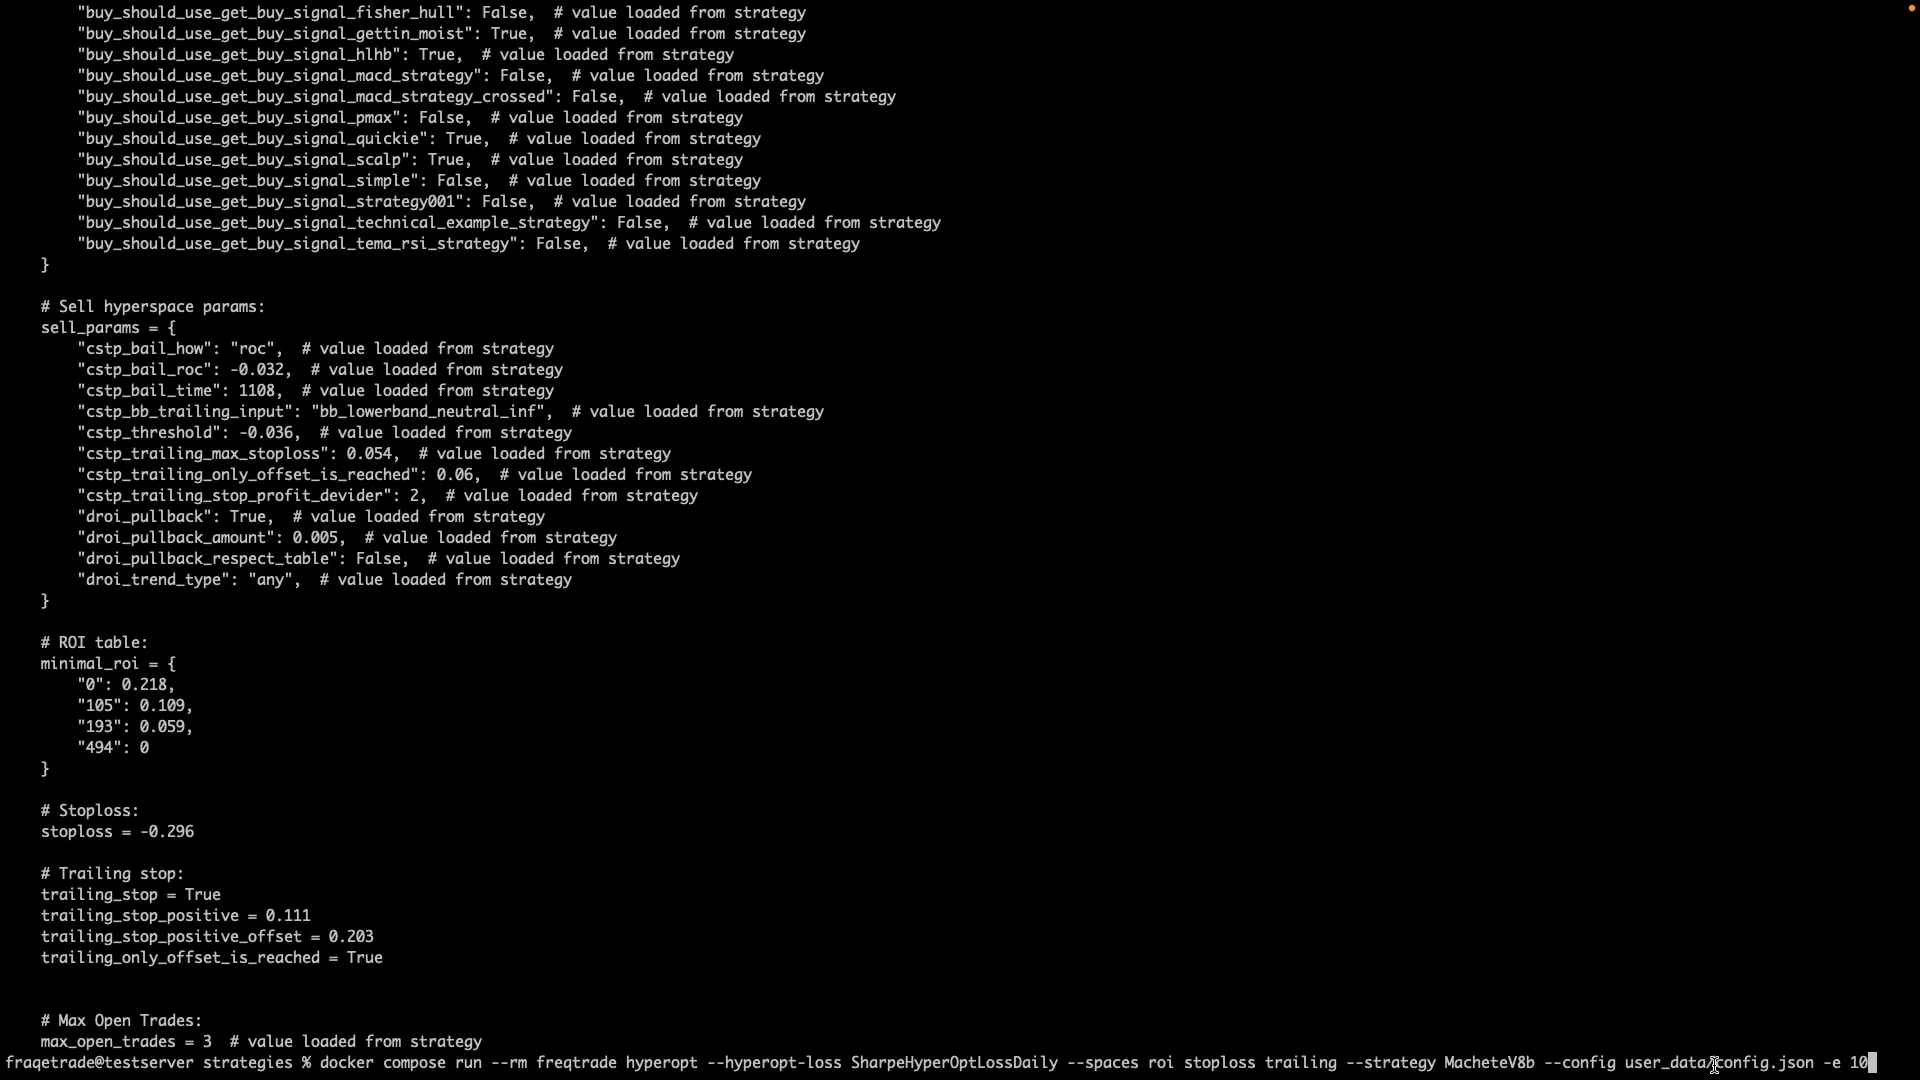 "buy_should_use_get_buy_signal_fisher_hull": False,  # value loaded from strategy
"buy_should_use_get_buy_signal_gettin_moist": True,  # value loaded from strategy
"buy_should_use_get_buy_signal_hlhb": True,  # value loaded from strategy
"buy_should_use_get_buy_signal_macd_strategy": False,  # value loaded from strategy
"buy_should_use_get_buy_signal_macd_strategy_crossed": False,  # value loaded from strategy
"buy_should_use_get_buy_signal_pmax": False,  # value loaded from strategy
"buy_should_use_get_buy_signal_quickie": True,  # value loaded from strategy
"buy_should_use_get_buy_signal_scalp": True,  # value loaded from strategy
"buy_should_use_get_buy_signal_simple": False,  # value loaded from strategy
"buy_should_use_get_buy_signal_strategy001": False,  # value loaded from strategy
"buy_should_use_get_buy_signal_technical_example_strategy": False,  # value loaded from strategy
"buy_should_use_get_buy_signal_tema_rsi_strategy": False,  # value loaded from strategy
}
# Sell hyperspace params:
sell_params = {
"cstp_bail_how": "roc",  # value loaded from strategy
"cstp_bail_roc": -0.032,  # value loaded from strategy
"cstp_bail_time": 1108,  # value loaded from strategy
"cstp_bb_trailing_input": "bb_lowerband_neutral_inf",  # value loaded from strategy
"cstp_threshold": -0.036,  # value loaded from strategy
"cstp_trailing_max_stoploss": 0.054,  # value loaded from strategy
"cstp_trailing_only_offset_is_reached": 0.06,  # value loaded from strategy
"cstp_trailing_stop_profit_devider": 2,  # value loaded from strategy
"droi_pullback": True,  # value loaded from strategy
"droi_pullback_amount": 0.005,  # value loaded from strategy
"droi_pullback_respect_table": False,  # value loaded from strategy
"droi_trend_type": "any",  # value loaded from strategy
}
# ROI table:
minimal_roi = {
"0": 0.218,
"105": 0.109,
"193": 0.059,
"494": 0
}
# Stoploss:
stoploss = -0.296
# Trailing stop:
trailing_stop = True
trailing_stop_positive = 0.111
trailing_stop_positive_offset = 0.203
trailing_only_offset_is_reached = True
# Max Open Trades:
max_open_trades = 3  # value loaded from strategy
fraqetrade@testserver strategies % docker compose run --rm freqtrade hyperopt --hyperopt-loss SharpeHyperOptLossDaily --spaces roi stoploss trailing --strategy MacheteV8b --config user_data/config.json -e 10